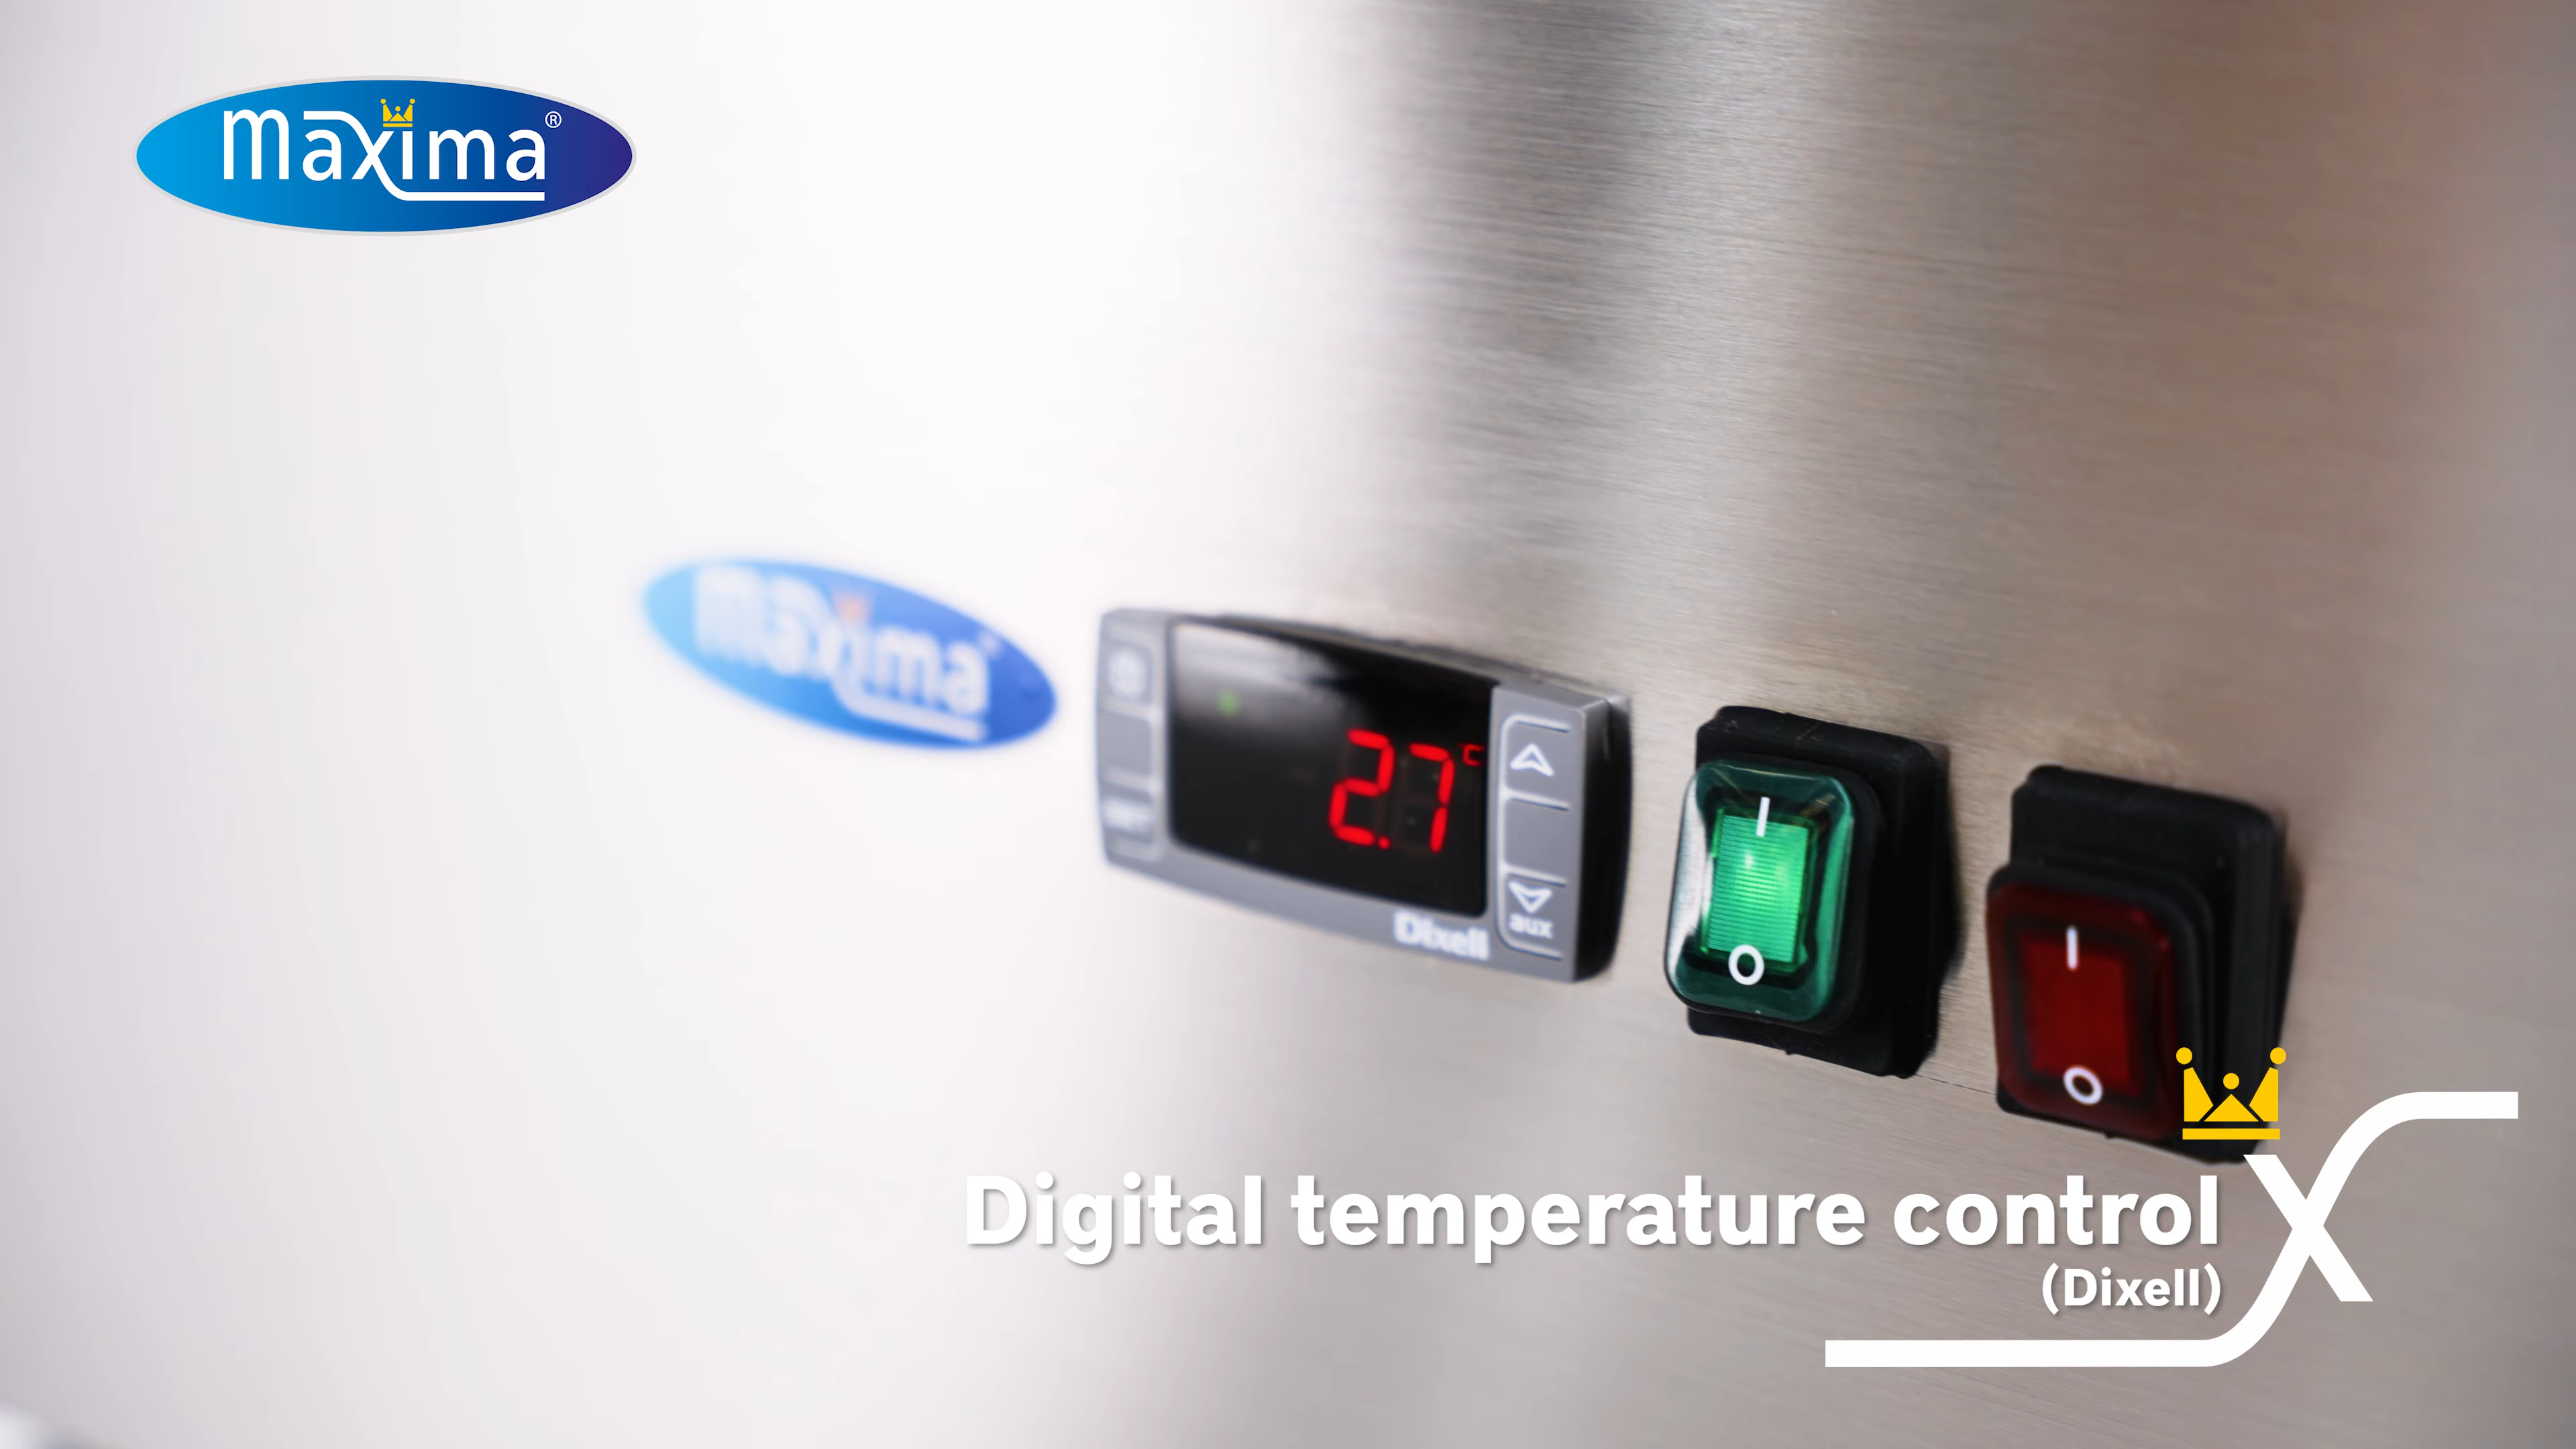 maxima®
maxima
2.7 °C
Dixell
aux
Digital temperature control
(Dixell)